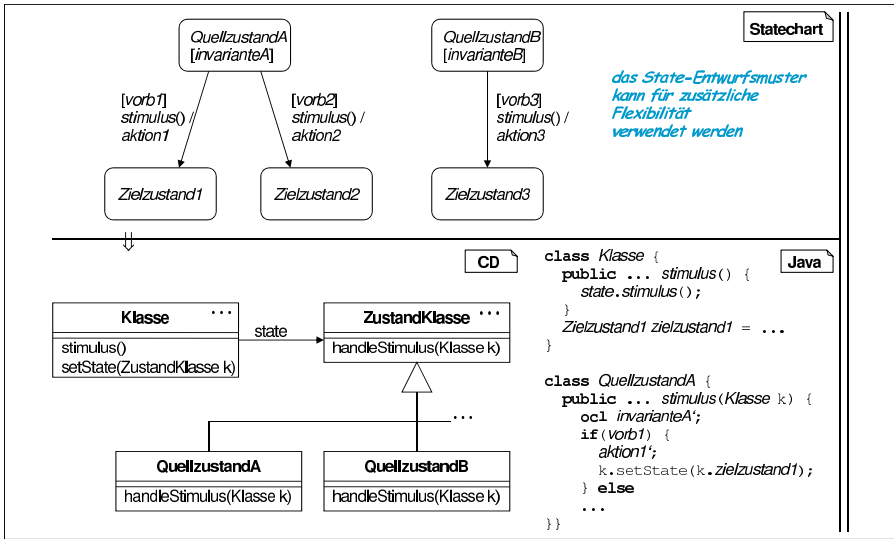 QuellzustandA
[invarianteA]
QuellzustandB
[invarianteB]
Statechart
das State-Entwurfsmuster
kann für zusätzliche
Flexibilität
verwendet werden
[vorb1]
stimulus() /
aktion1
[vorb2]
stimulus() /
aktion2
[vorb3]
stimulus() /
aktion3
Zielzustand1
Zielzustand2
Zielzustand3
⇓
CD
Klasse ...
stimulus()
setState(ZustandKlasse k)
state
ZustandKlasse ...
handleStimulus(Klasse k)
...
QuellzustandA
handleStimulus(Klasse k)
QuellzustandB
handleStimulus(Klasse k)
Java
class Klasse {
public ... stimulus() {
state.stimulus();
}
Zielzustand1 zielzustand1 = ...
}
class QuellzustandA {
public ... stimulus(Klasse k) {
ocl invarianteA‘;
if(vorb1) {
aktion1‘;
k.setState(k.zielzustand1);
} else
...
}}